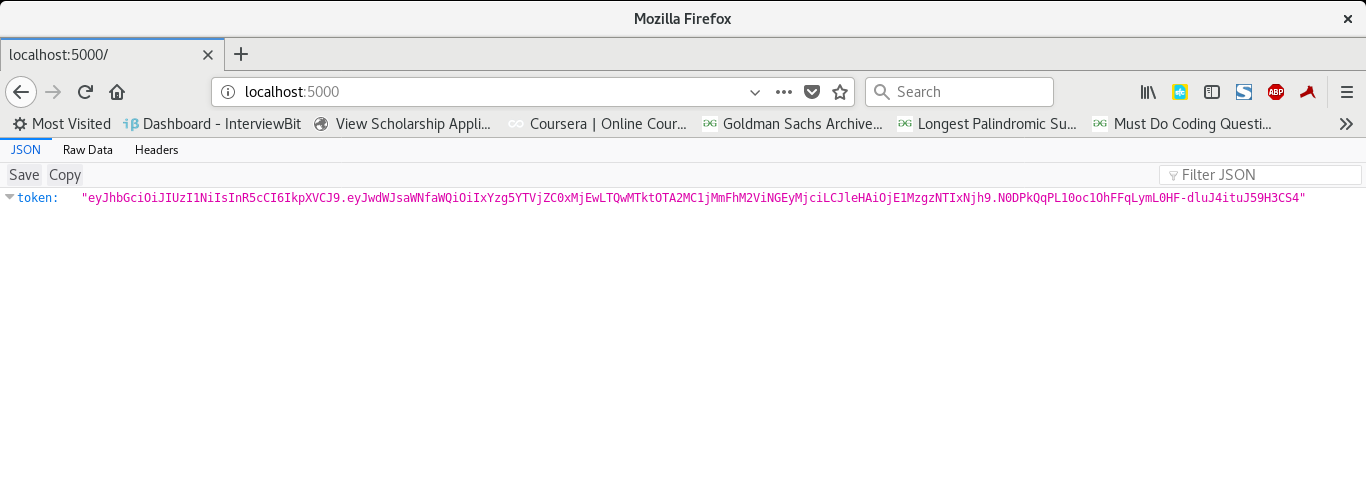 Mozilla Firefox
localhost:5000/
localhost:5000 Search
Most Visited iβ Dashboard - InterviewBit View Scholarship Appli... Coursera | Online Cour... Goldman Sachs Archive... Longest Palindromic Su... Must Do Coding Questi...
JSON Raw Data Headers
Save Copy Filter JSON
token: "eyJhbGciOiJIUzI1NiIsInR5cCI6IkpXVCJ9.eyJwdWJsaWNfaWQiOiIxYzg5YTVjZC0xMjEwLTQwMTktOTA2MC1jMmFhM2ViNGEyMjciLCJleHAiOjE1MzgzNTIxNjh9.N0DPkQqPL10oc1OhFFqLymL0HF-dluJ4ituJ59H3CS4"